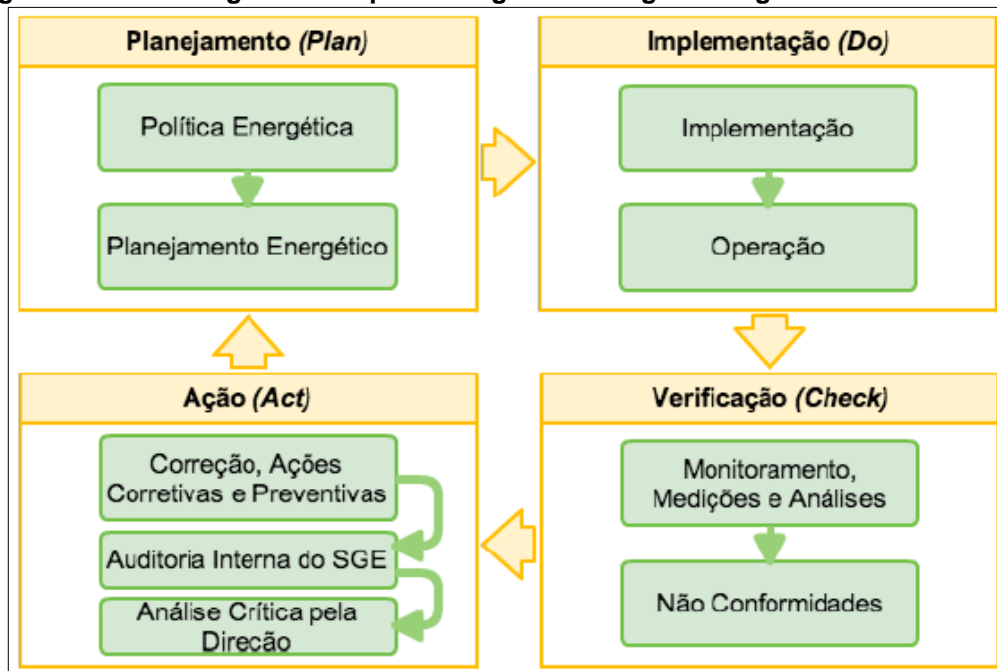 Planejamento (Plan)
Política Energética
Planejamento Energético
Implementação (Do)
Implementação
Operação
Verificação (Check)
Monitoramento,
Medições e Análises
Não Conformidades
Ação (Act)
Correção, Ações
Corretivas e Preventivas
Auditoria Interna do SGE
Análise Crítica pela
Direção